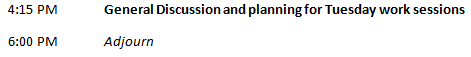 4:15 PM General Discussion and planning for Tuesday work sessions
6:00 PM Adjourn